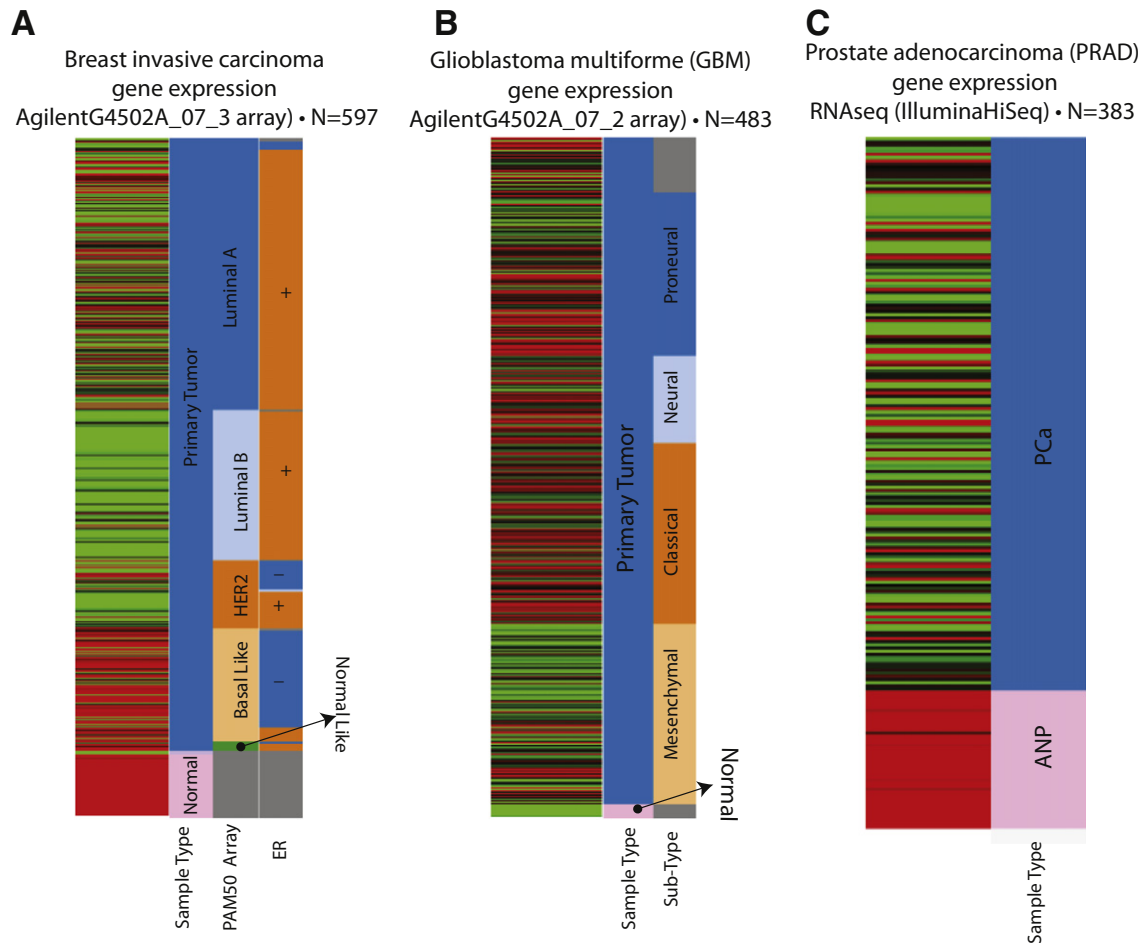 A
Breast invasive carcinoma
gene expression
AgilentG4502A_07_3 array) • N=597
Primary Tumor
Normal
Luminal A
Luminal B
HER2
Basal Like
Normal Like
+
+
−
+
−
Sample Type
PAM50 Array
ER
B
Glioblastoma multiforme (GBM)
gene expression
AgilentG4502A_07_2 array) • N=483
Primary Tumor
Proneural
Neural
Classical
Mesenchymal
Normal
Sample Type
Sub-Type
C
Prostate adenocarcinoma (PRAD)
gene expression
RNAseq (IlluminaHiSeq) • N=383
PCa
ANP
Sample Type